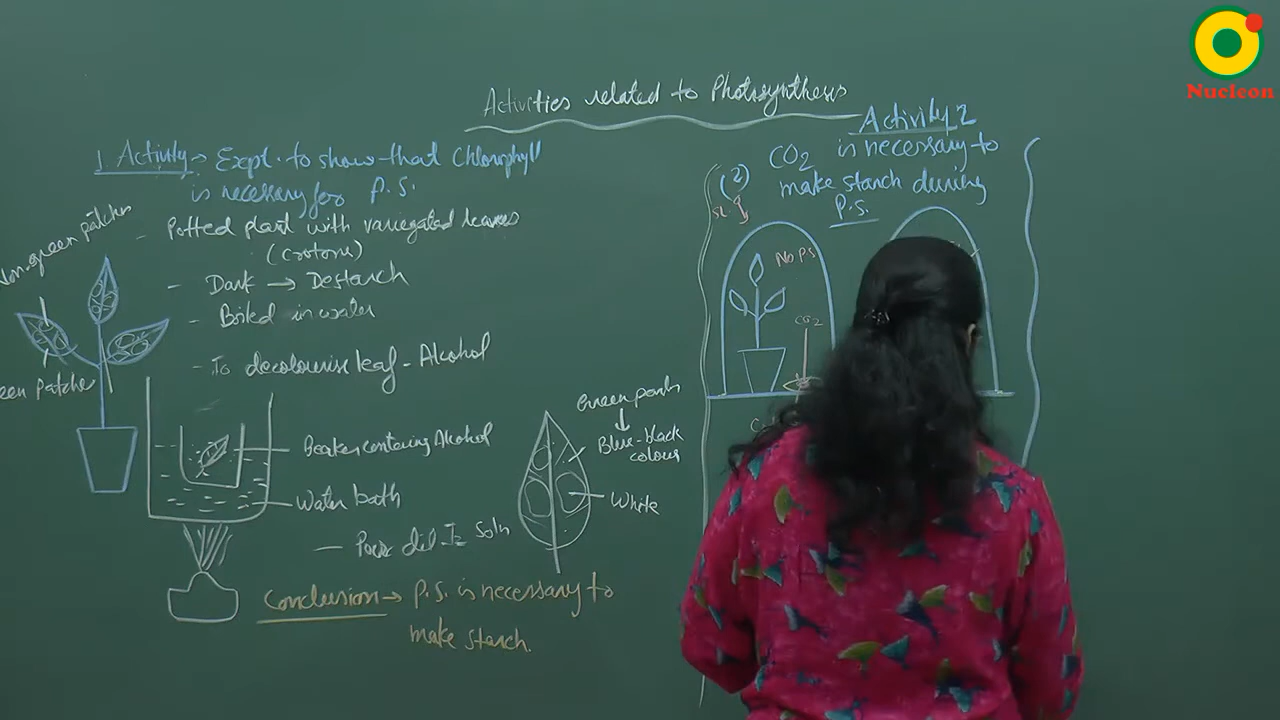 Nucleon
Activities related to Photosynthesis
1 Activity → Expt. to show that Chlorophyll
is necessary for P.S.
- Potted plant with variegated leaves
(crotons)
- Dark → Destarch
- Boiled in water
- To decolourise leaf - Alcohol
een patches
Beaker containing Alcohol
Water bath
- Pour dil. I2 Soln
Green parts
Blue-black
colour
White
Conclusion → P.S. is necessary to
make starch.
Activity 2
(2) CO2 is necessary to
make starch during
P.S.
No P.S
CO2